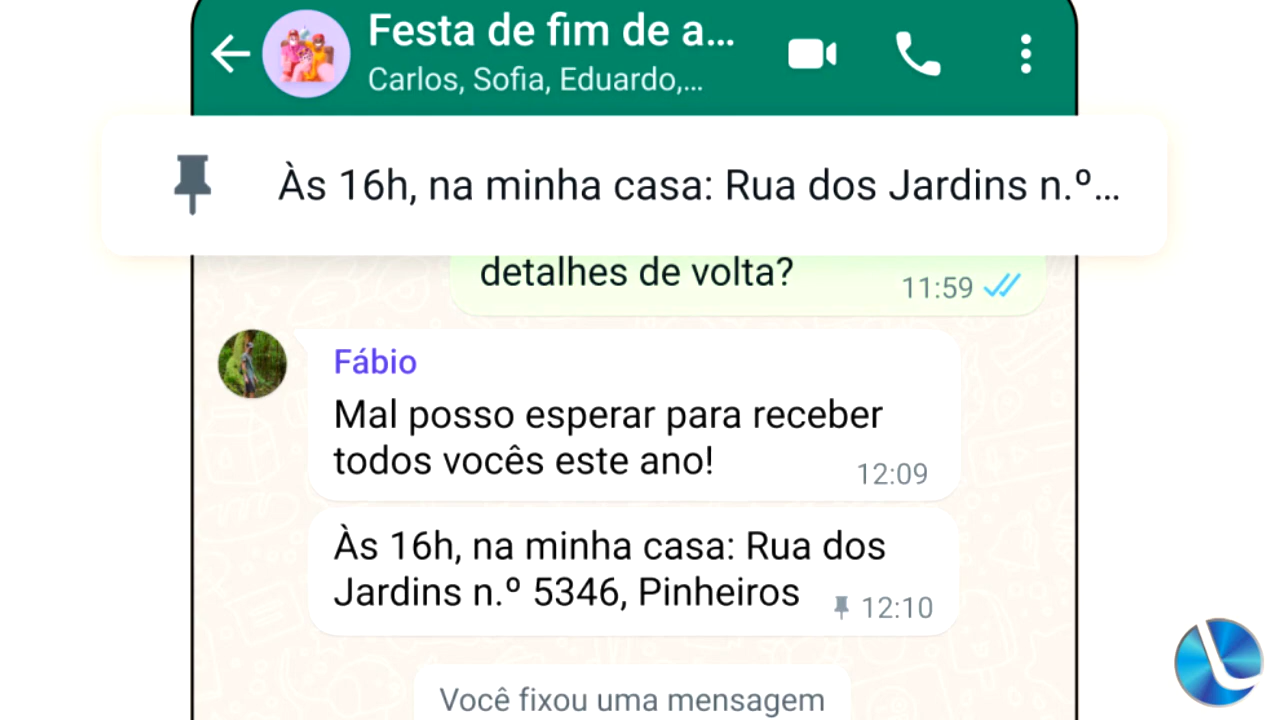 Festa de fim de a...
Carlos, Sofia, Eduardo,...
Às 16h, na minha casa: Rua dos Jardins n.º...
detalhes de volta?
11:59
Fábio
Mal posso esperar para receber
todos vocês este ano!
12:09
Às 16h, na minha casa: Rua dos
Jardins n.º 5346, Pinheiros
12:10
Você fixou uma mensagem